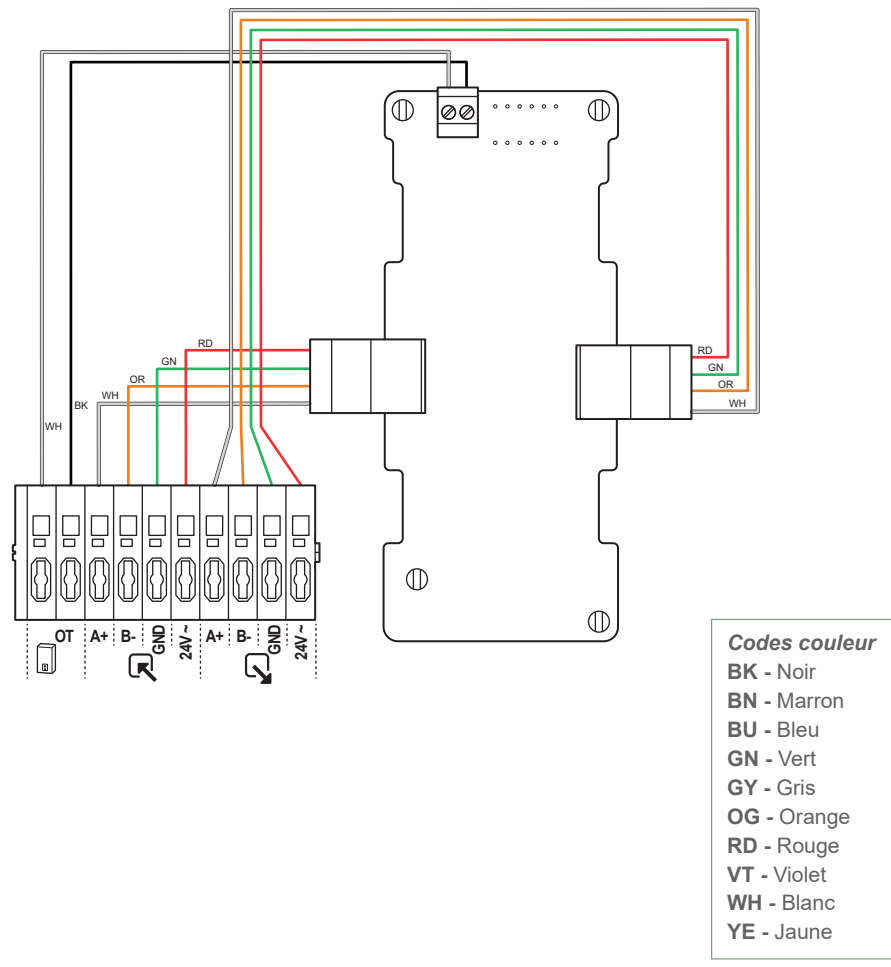 RD
GN
OR
WH
BK
WH
RD
GN
OR
WH
OT
A+
B-
GND
24V ~
A+
B-
GND
24V ~
Codes couleur
BK - Noir
BN - Marron
BU - Bleu
GN - Vert
GY - Gris
OG - Orange
RD - Rouge
VT - Violet
WH - Blanc
YE - Jaune